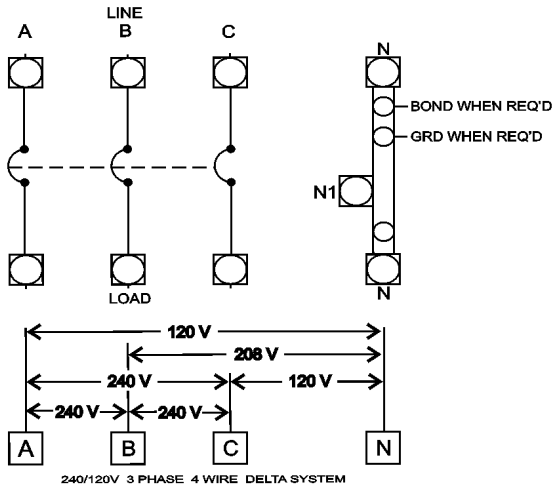 LINE
A B C N
BOND WHEN REQ'D
GRD WHEN REQ'D
N1
LOAD
N
120 V
208 V
240 V 120 V
240 V 240 V
A B C N
240/120V 3 PHASE 4 WIRE DELTA SYSTEM